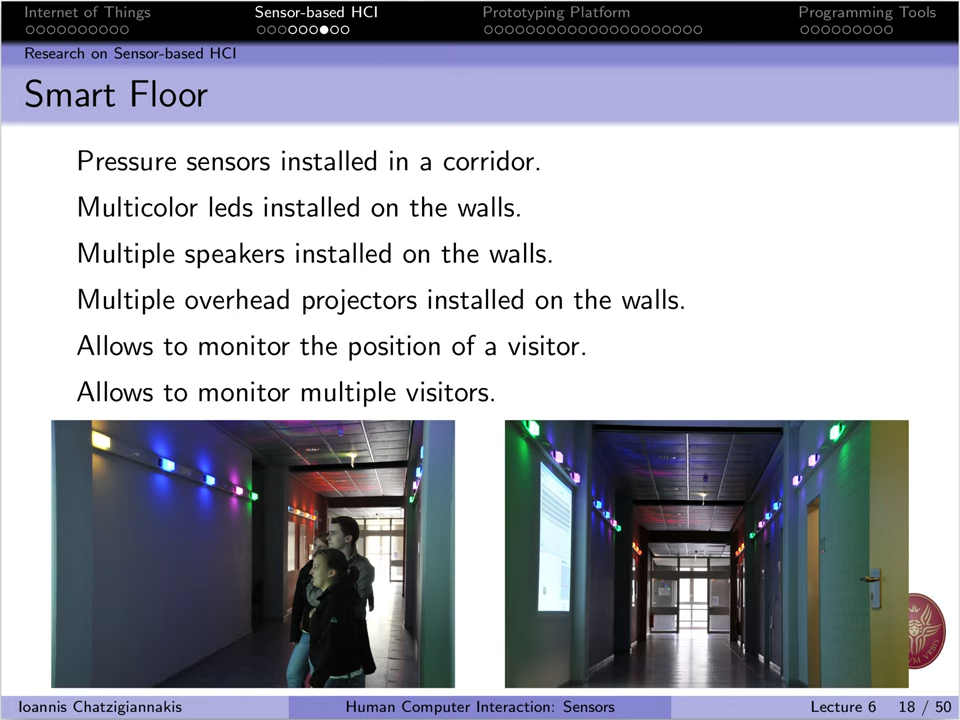 Internet of Things Sensor-based HCI Prototyping Platform Programming Tools
Research on Sensor-based HCI
Smart Floor
Pressure sensors installed in a corridor.
Multicolor leds installed on the walls.
Multiple speakers installed on the walls.
Multiple overhead projectors installed on the walls.
Allows to monitor the position of a visitor.
Allows to monitor multiple visitors.
VM VRBIS
Ioannis Chatzigiannakis Human Computer Interaction: Sensors Lecture 6 18 / 50